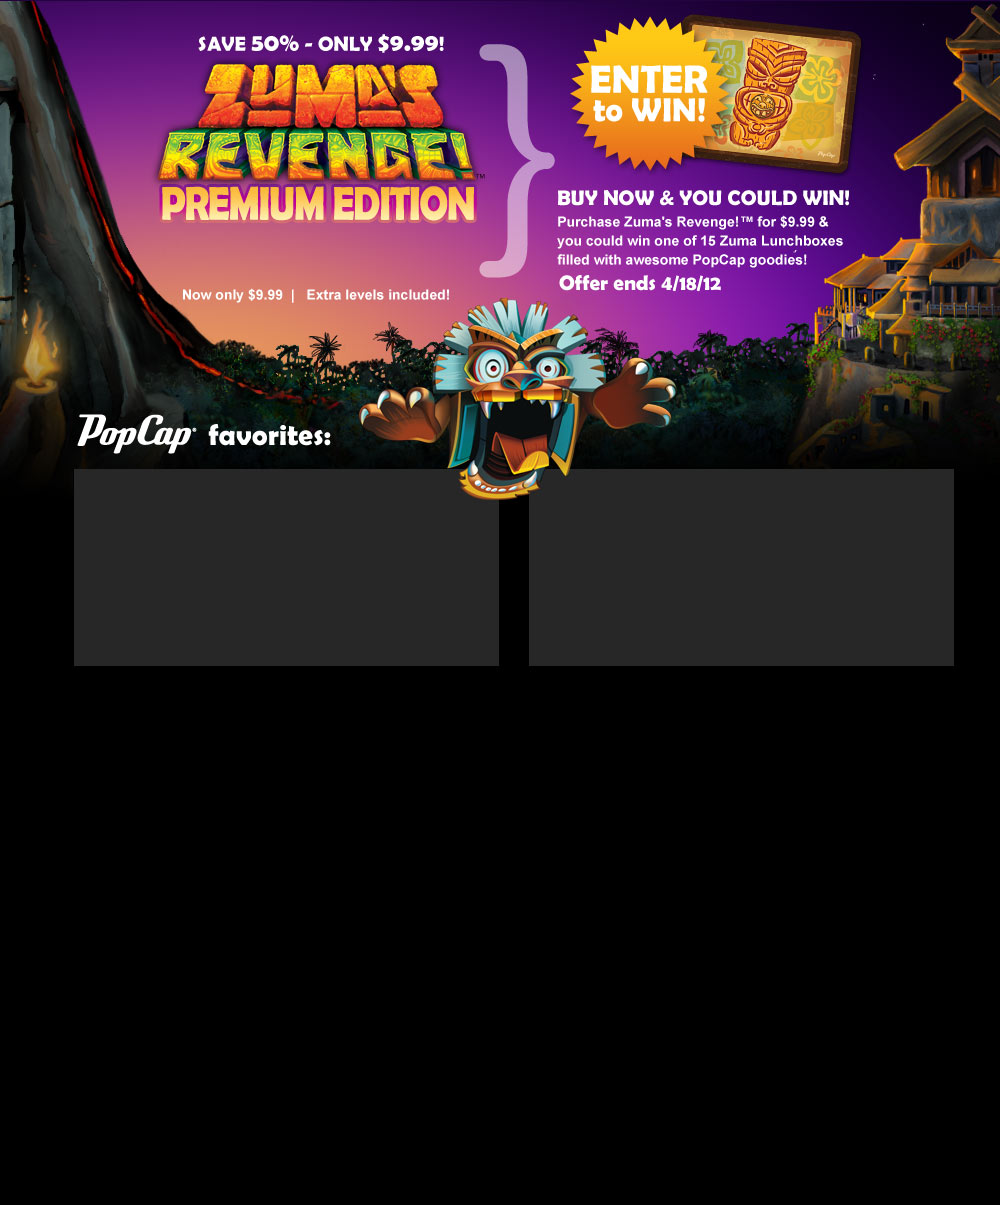 SAVE 50% - ONLY $9.99!
ZUMA'S
REVENGE!™
PREMIUM EDITION
Now only $9.99 | Extra levels included!
ENTER
to WIN!
PopCap
BUY NOW & YOU COULD WIN!
Purchase Zuma's Revenge!™ for $9.99 &
you could win one of 15 Zuma Lunchboxes
filled with awesome PopCap goodies!
Offer ends 4/18/12
PopCap favorites: